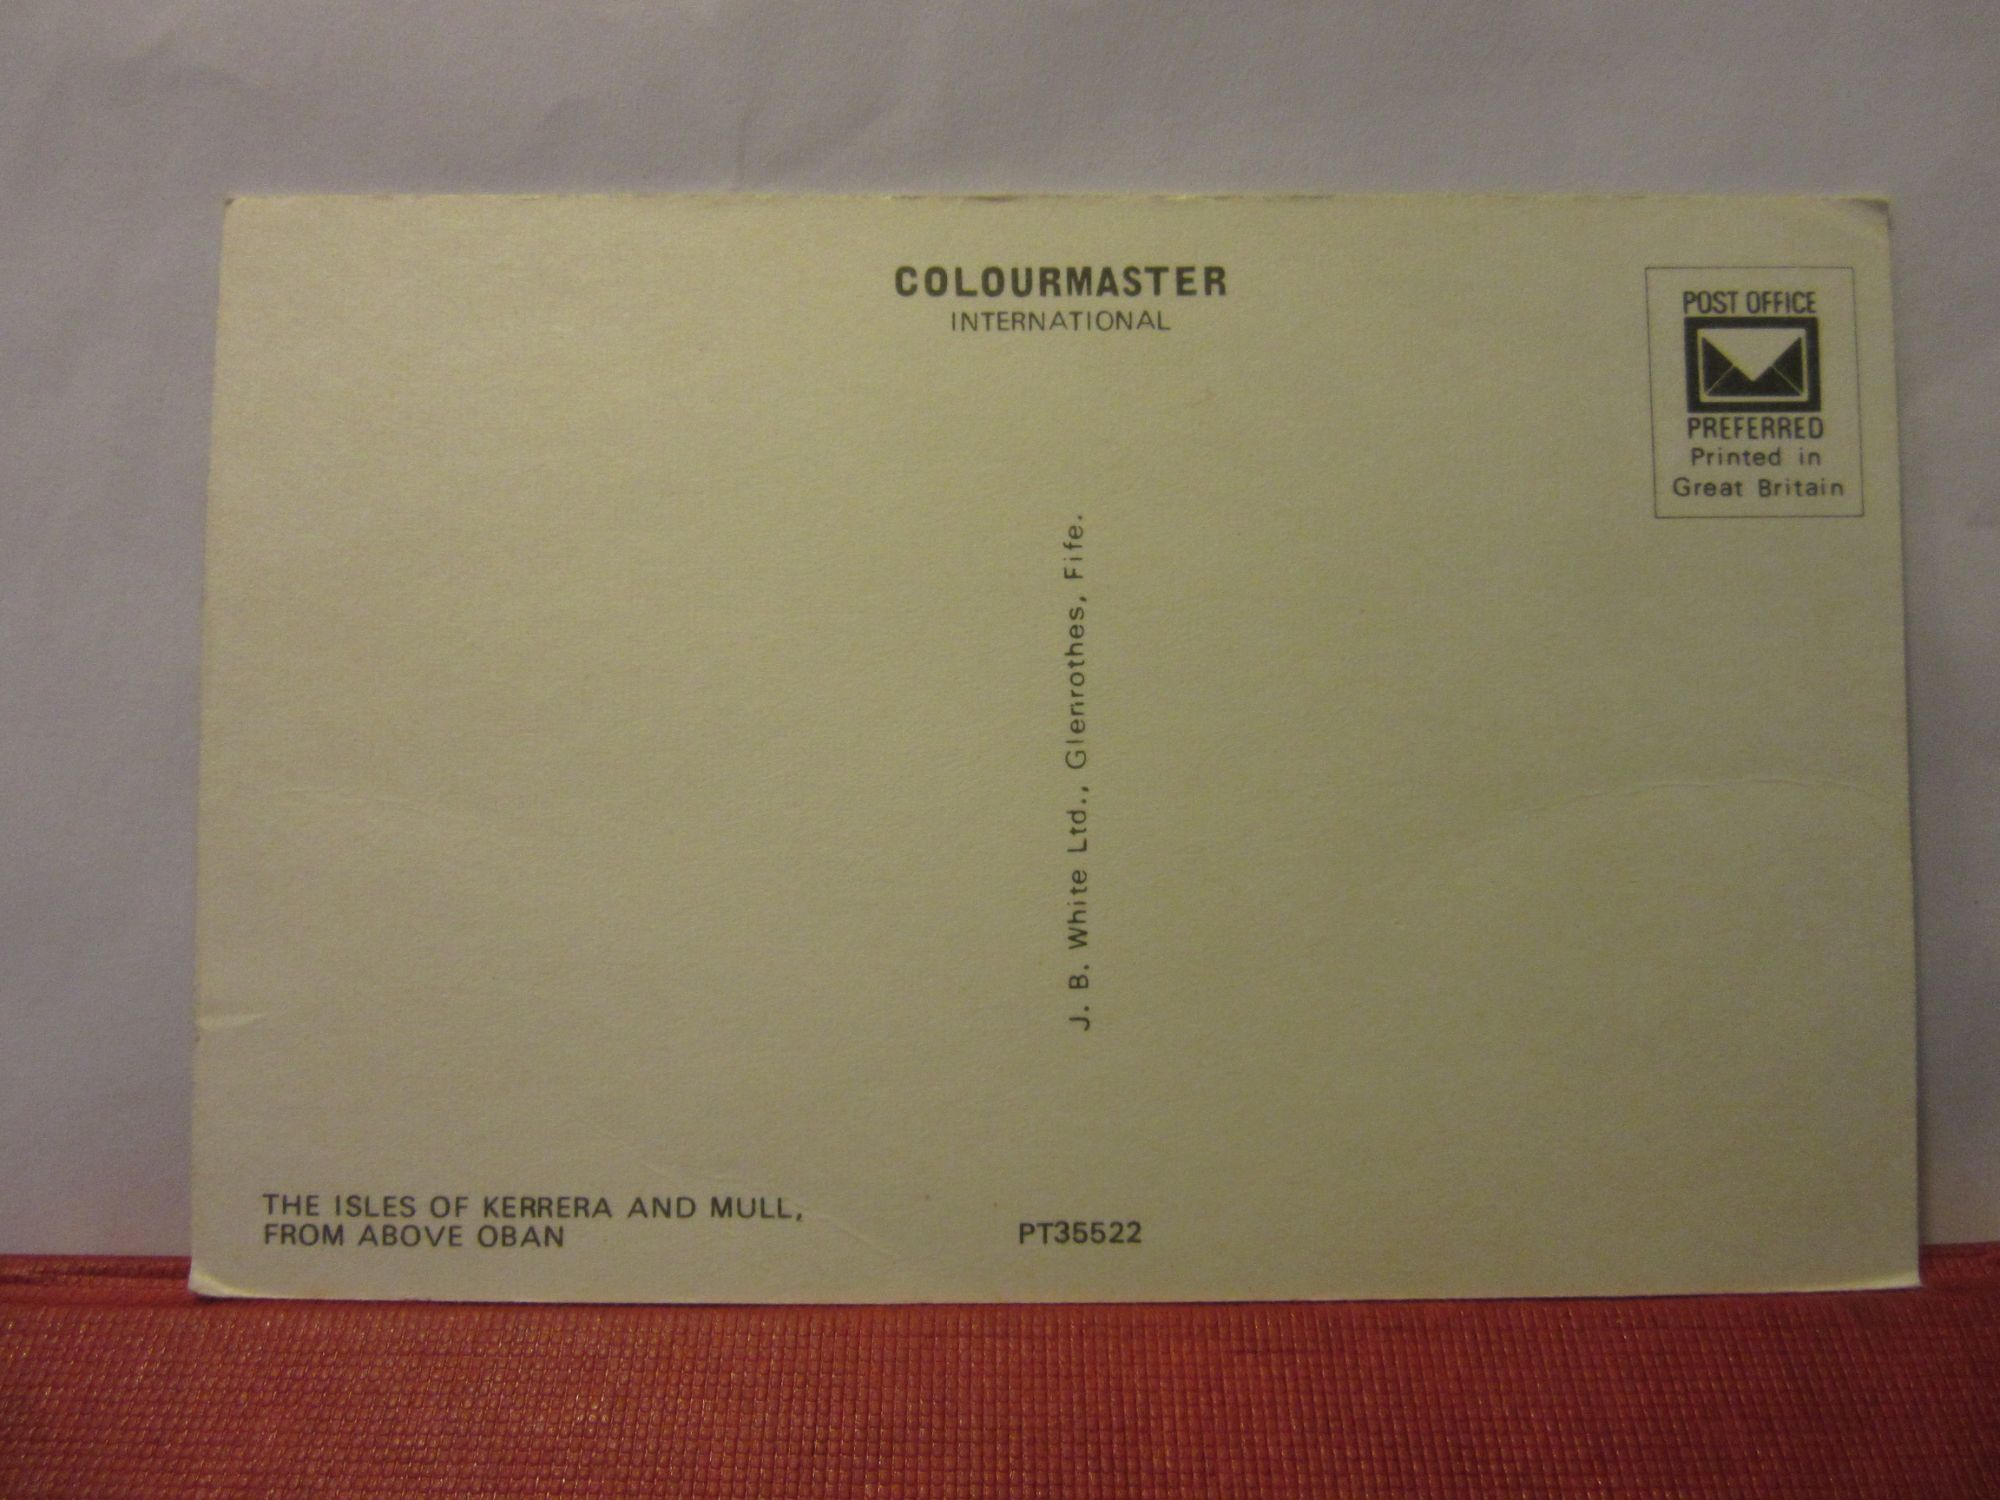 COLOURMASTER
INTERNATIONAL
POST OFFICE
PREFERRED
Printed in
Great Britain
J. B. White Ltd., Glenrothes, Fife.
THE ISLES OF KERRERA AND MULL,
FROM ABOVE OBAN
PT35522